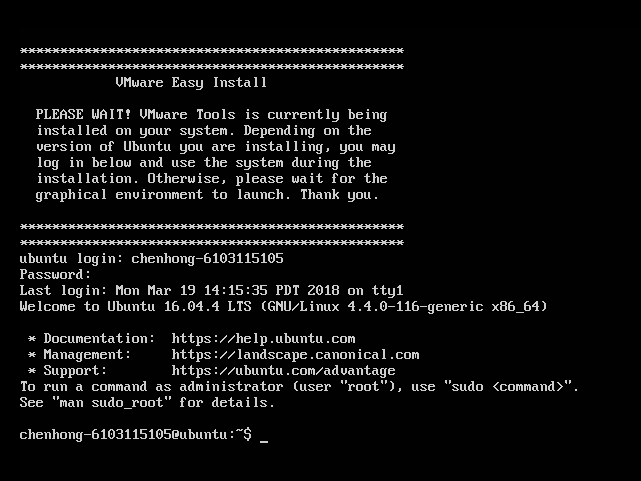 ************************************************
************************************************
VMware Easy Install
PLEASE WAIT! VMware Tools is currently being
installed on your system. Depending on the
version of Ubuntu you are installing, you may
log in below and use the system during the
installation. Otherwise, please wait for the
graphical environment to launch. Thank you.
************************************************
************************************************
ubuntu login: chenhong-6103115105
Password:
Last login: Mon Mar 19 14:15:35 PDT 2018 on tty1
Welcome to Ubuntu 16.04.4 LTS (GNU/Linux 4.4.0-116-generic x86_64)
* Documentation:  https://help.ubuntu.com
* Management:     https://landscape.canonical.com
* Support:        https://ubuntu.com/advantage
To run a command as administrator (user "root"), use "sudo <command>".
See "man sudo_root" for details.
chenhong-6103115105@ubuntu:~$ _